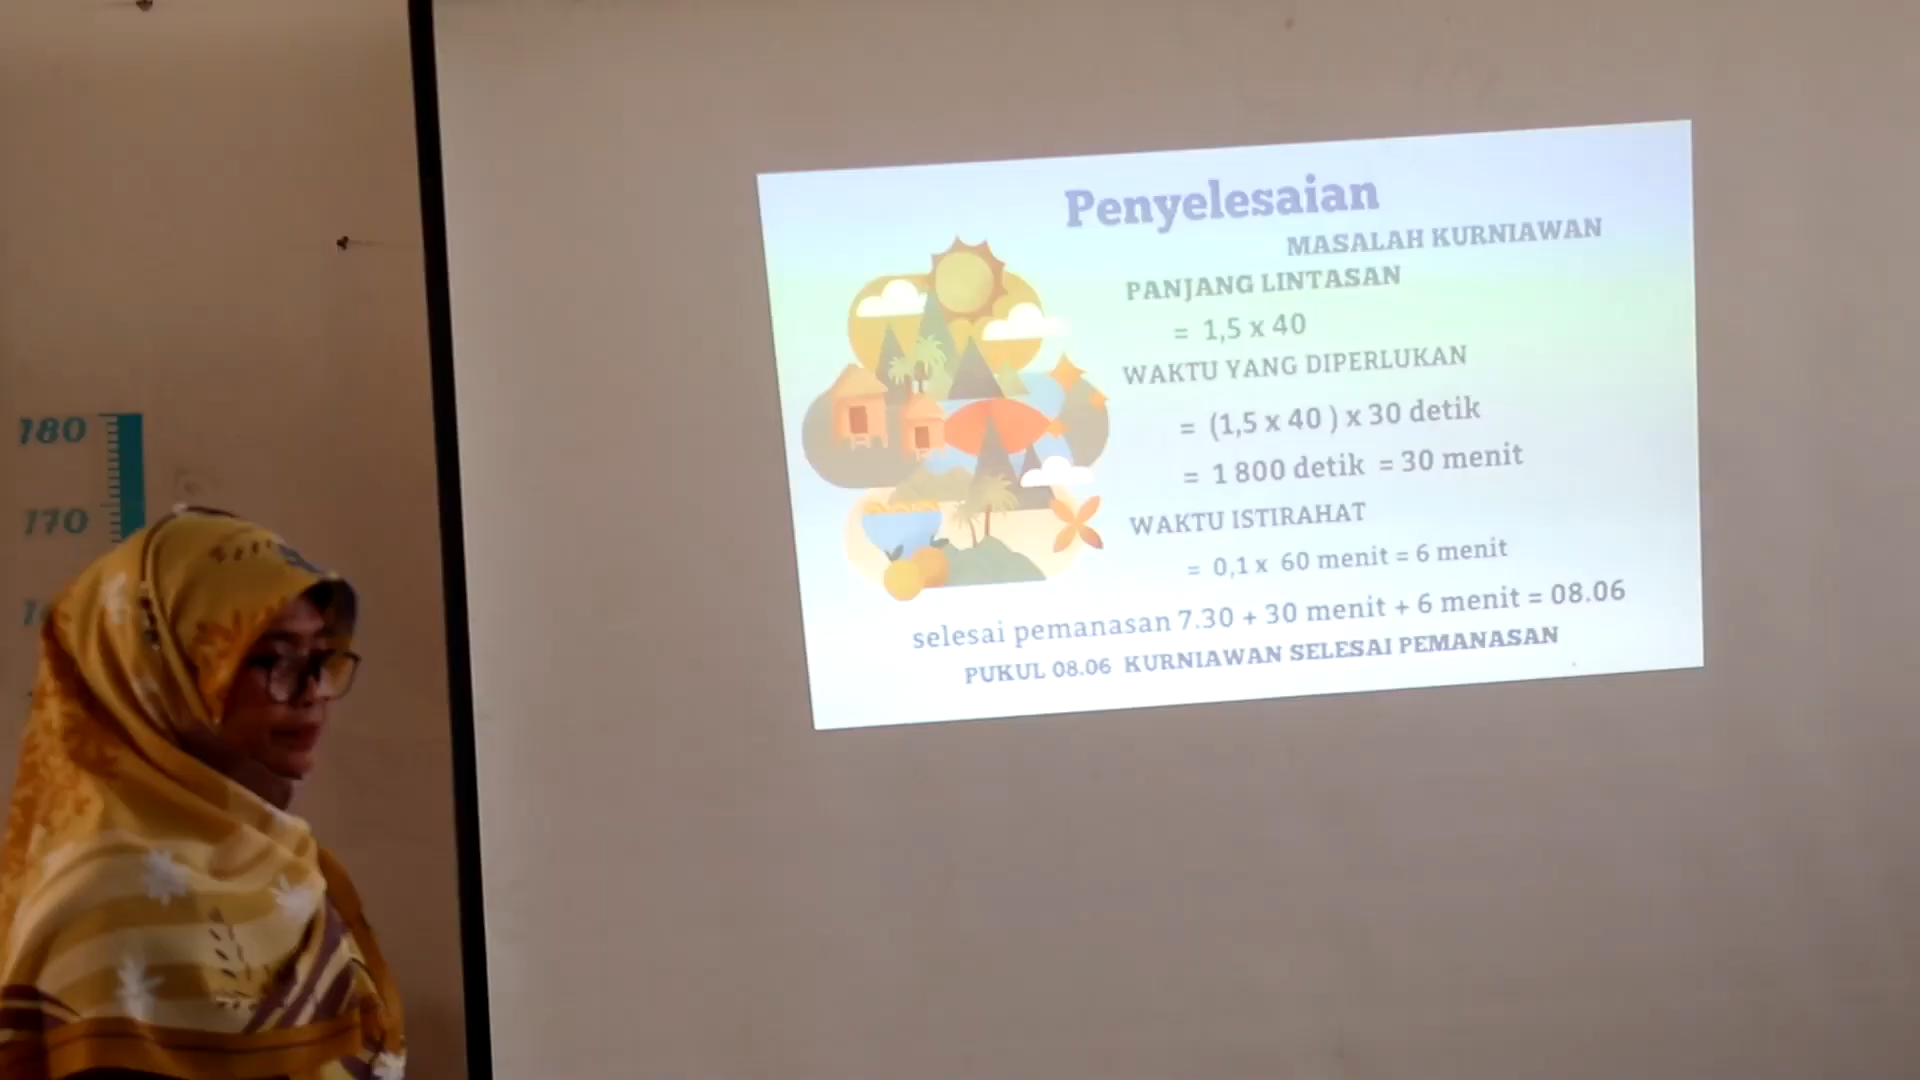 180
170
Penyelesaian
MASALAH KURNIAWAN
PANJANG LINTASAN
= 1,5 x 40
WAKTU YANG DIPERLUKAN
= (1,5 x 40 ) x 30 detik
= 1 800 detik = 30 menit
WAKTU ISTIRAHAT
= 0,1 x 60 menit = 6 menit
selesai pemanasan 7.30 + 30 menit + 6 menit = 08.06
PUKUL 08.06 KURNIAWAN SELESAI PEMANASAN